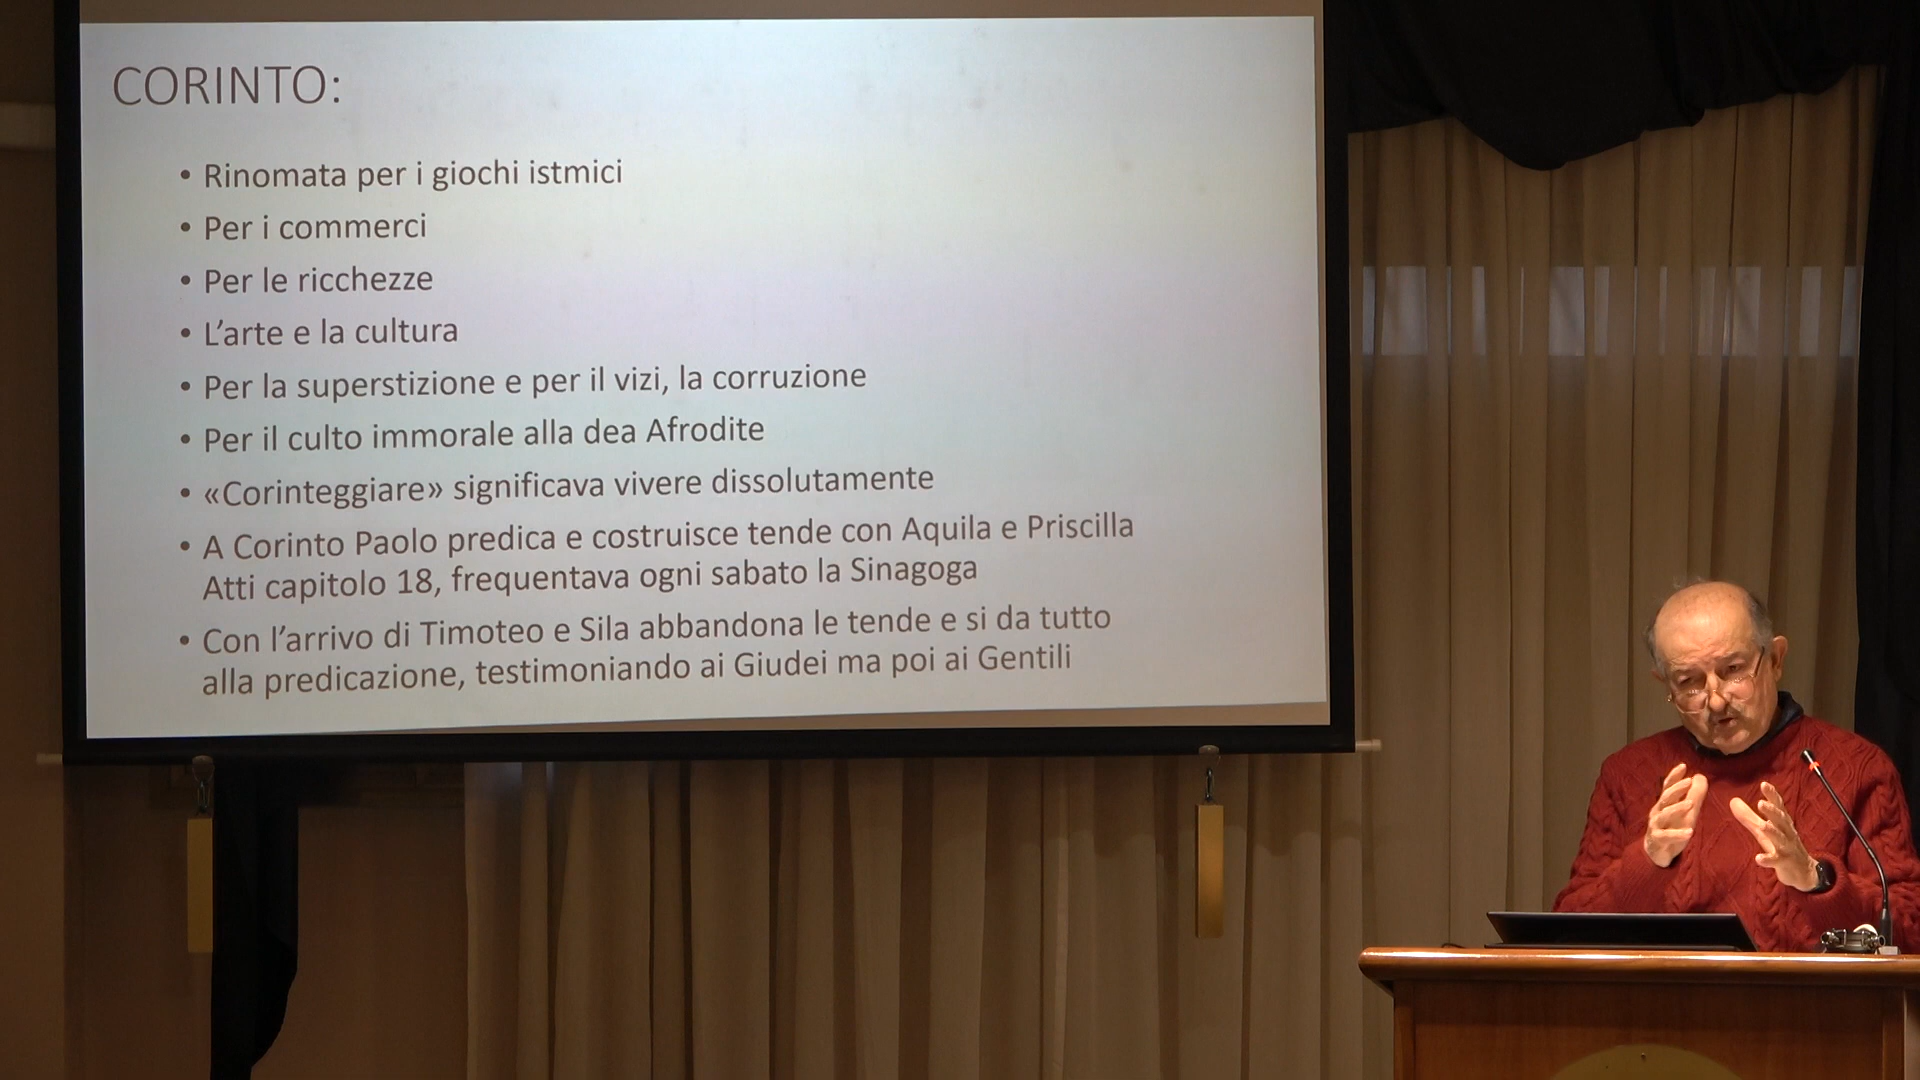 CORINTO:
• Rinomata per i giochi istmici
• Per i commerci
• Per le ricchezze
• L’arte e la cultura
• Per la superstizione e per il vizi, la corruzione
• Per il culto immorale alla dea Afrodite
• «Corinteggiare» significava vivere dissolutamente
• A Corinto Paolo predica e costruisce tende con Aquila e Priscilla
Atti capitolo 18, frequentava ogni sabato la Sinagoga
• Con l’arrivo di Timoteo e Sila abbandona le tende e si da tutto
alla predicazione, testimoniando ai Giudei ma poi ai Gentili